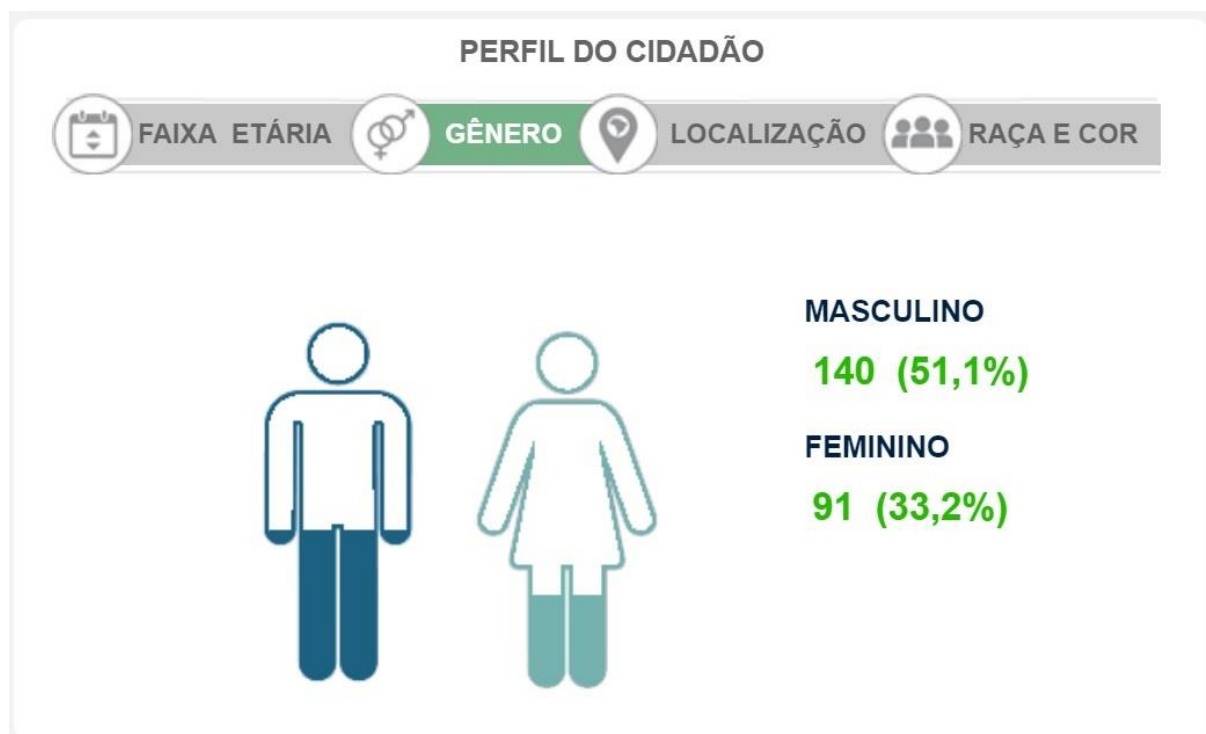 PERFIL DO CIDADÃO
FAIXA ETÁRIA GÊNERO LOCALIZAÇÃO RAÇA E COR
MASCULINO
140 (51,1%)
FEMININO
91 (33,2%)